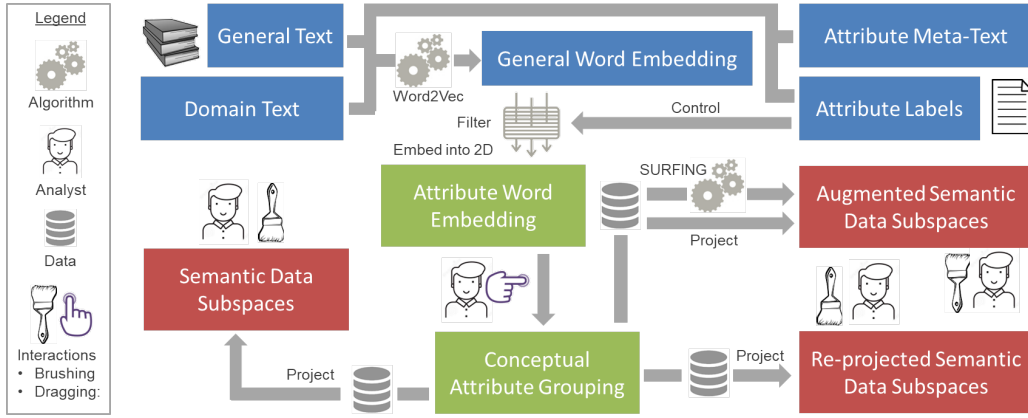 Legend
Algorithm
Analyst
Data
Interactions
• Brushing
• Dragging:
General Text
Domain Text
Word2Vec
General Word Embedding
Attribute Meta-Text
Attribute Labels
Control
Filter
Embed into 2D
Attribute Word
Embedding
SURFING
Project
Augmented Semantic
Data Subspaces
Semantic Data
Subspaces
Project
Conceptual
Attribute Grouping
Project
Re-projected Semantic
Data Subspaces